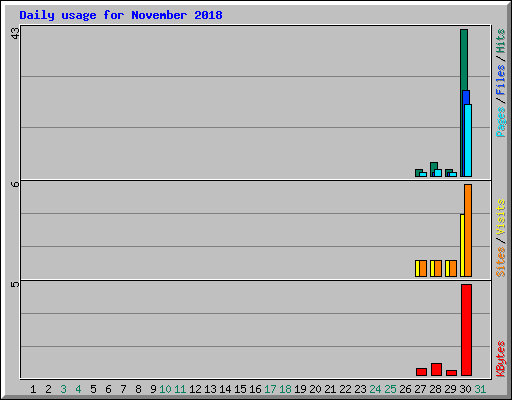 Daily usage for November 2018
43
6
5
Pages / Files / Hits
Sites / Visits
KBytes
1 2 3 4 5 6 7 8 9 10 11 12 13 14 15 16 17 18 19 20 21 22 23 24 25 26 27 28 29 30 31